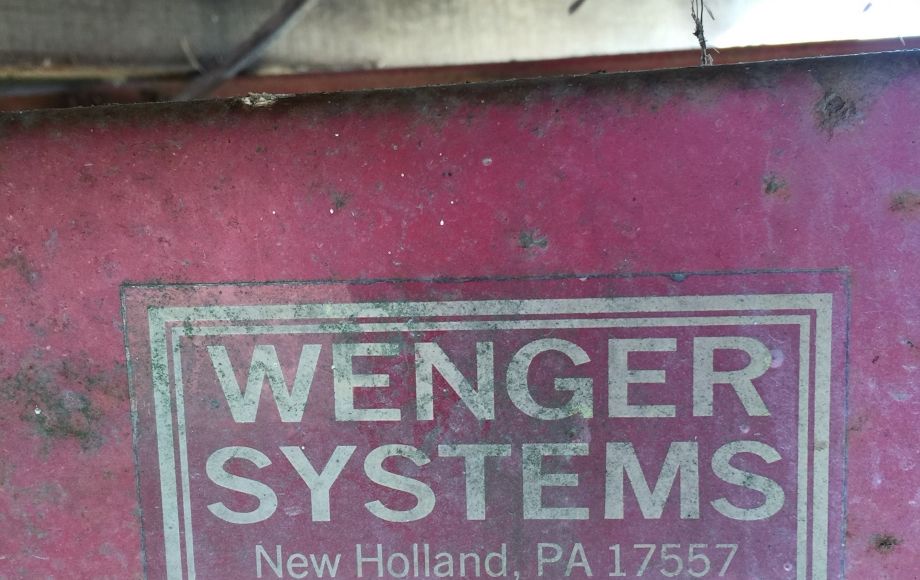 WENGER
SYSTEMS
New Holland, PA 17557